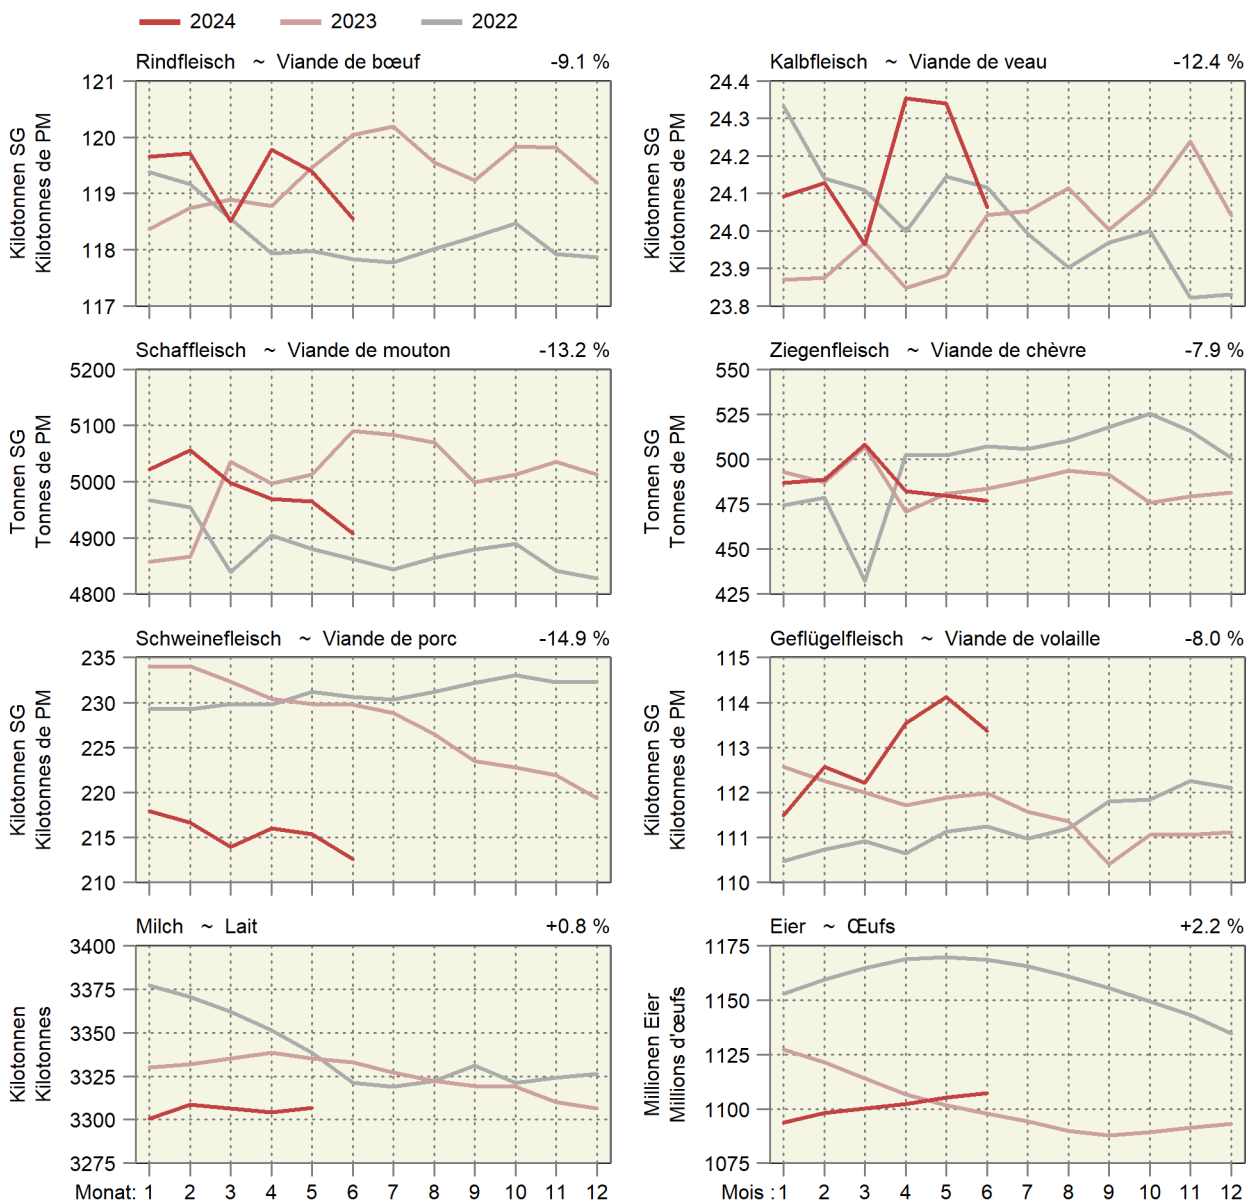 2024 2023 2022
Rindfleisch ~ Viande de bœuf -9.1 %
Kilotonnen SG
Kilotonnes de PM
121
120
119
118
117
Kalbfleisch ~ Viande de veau -12.4 %
Kilotonnen SG
Kilotonnes de PM
24.4
24.3
24.2
24.1
24.0
23.9
23.8
Schaffleisch ~ Viande de mouton -13.2 %
Tonnen SG
Tonnes de PM
5200
5100
5000
4900
4800
Ziegenfleisch ~ Viande de chèvre -7.9 %
Tonnen SG
Tonnes de PM
550
525
500
475
450
425
Schweinefleisch ~ Viande de porc -14.9 %
Kilotonnen SG
Kilotonnes de PM
235
230
225
220
215
210
Geflügelfleisch ~ Viande de volaille -8.0 %
Kilotonnen SG
Kilotonnes de PM
115
114
113
112
111
110
Milch ~ Lait +0.8 %
Kilotonnen
Kilotonnes
3400
3375
3350
3325
3300
3275
Monat: 1 2 3 4 5 6 7 8 9 10 11 12
Eier ~ Œufs +2.2 %
Millionen Eier
Millions d'œufs
1175
1150
1125
1100
1075
Mois : 1 2 3 4 5 6 7 8 9 10 11 12